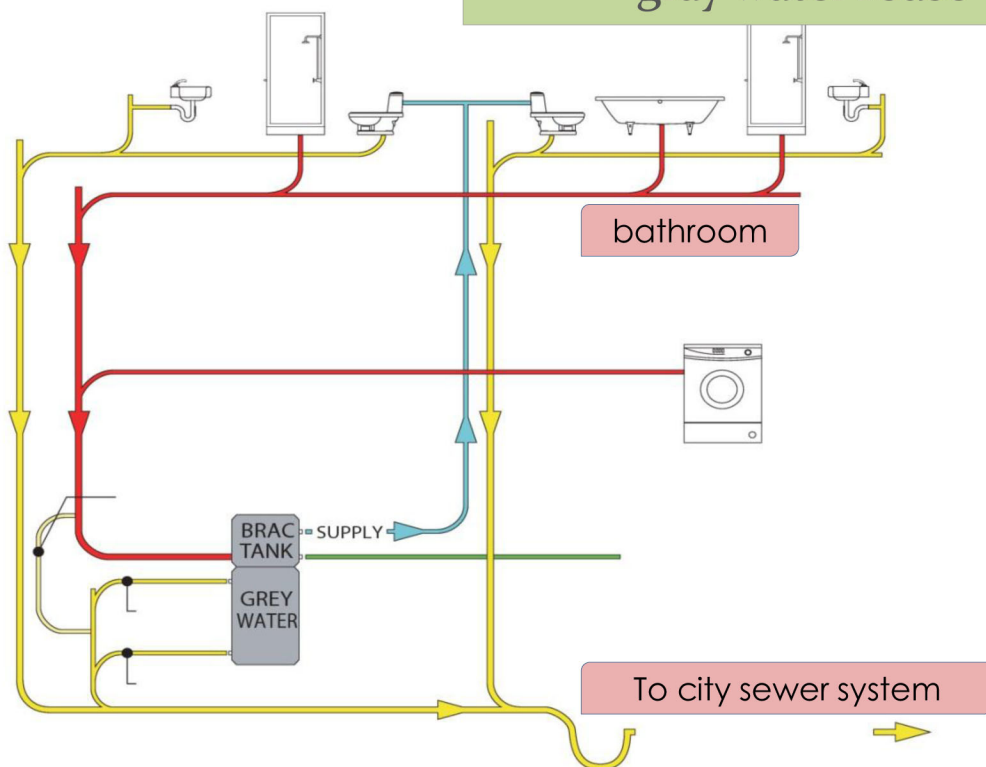 bathroom
BRAC
TANK
SUPPLY
GREY
WATER
To city sewer system